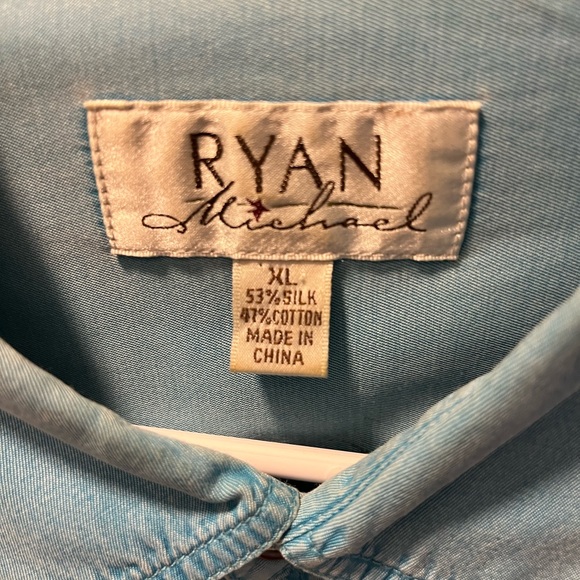 RYAN
Michael
XL
53%SILK
47%COTTON
MADE IN
CHINA